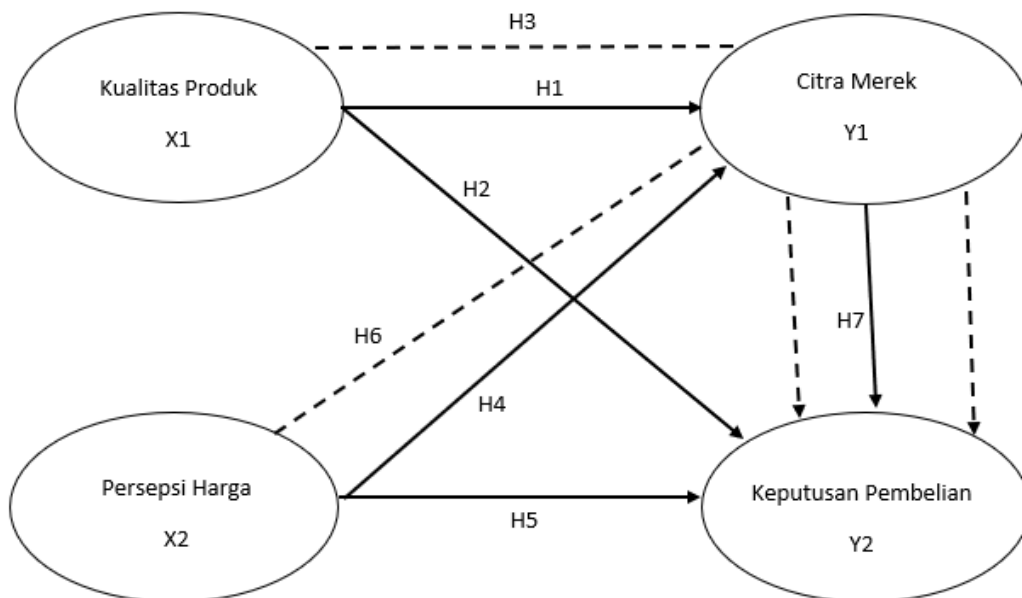 H3
Kualitas Produk
X1
H1
Citra Merek
Y1
H2
H6
H7
H4
Persepsi Harga
X2
H5
Keputusan Pembelian
Y2